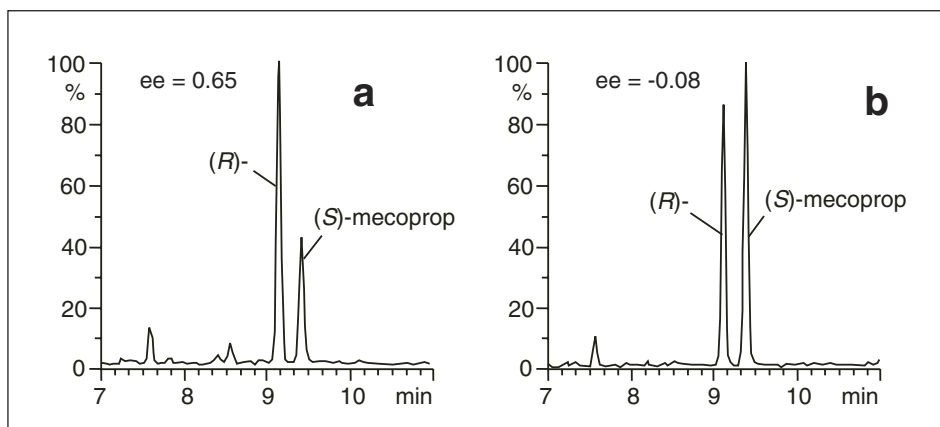 100
%
80
60
40
20
0
7
8
9
10
min
ee = 0.65
a
(R)-
(S)-mecoprop
100
%
80
60
40
20
0
7
8
9
10
min
ee = -0.08
b
(R)-
(S)-mecoprop